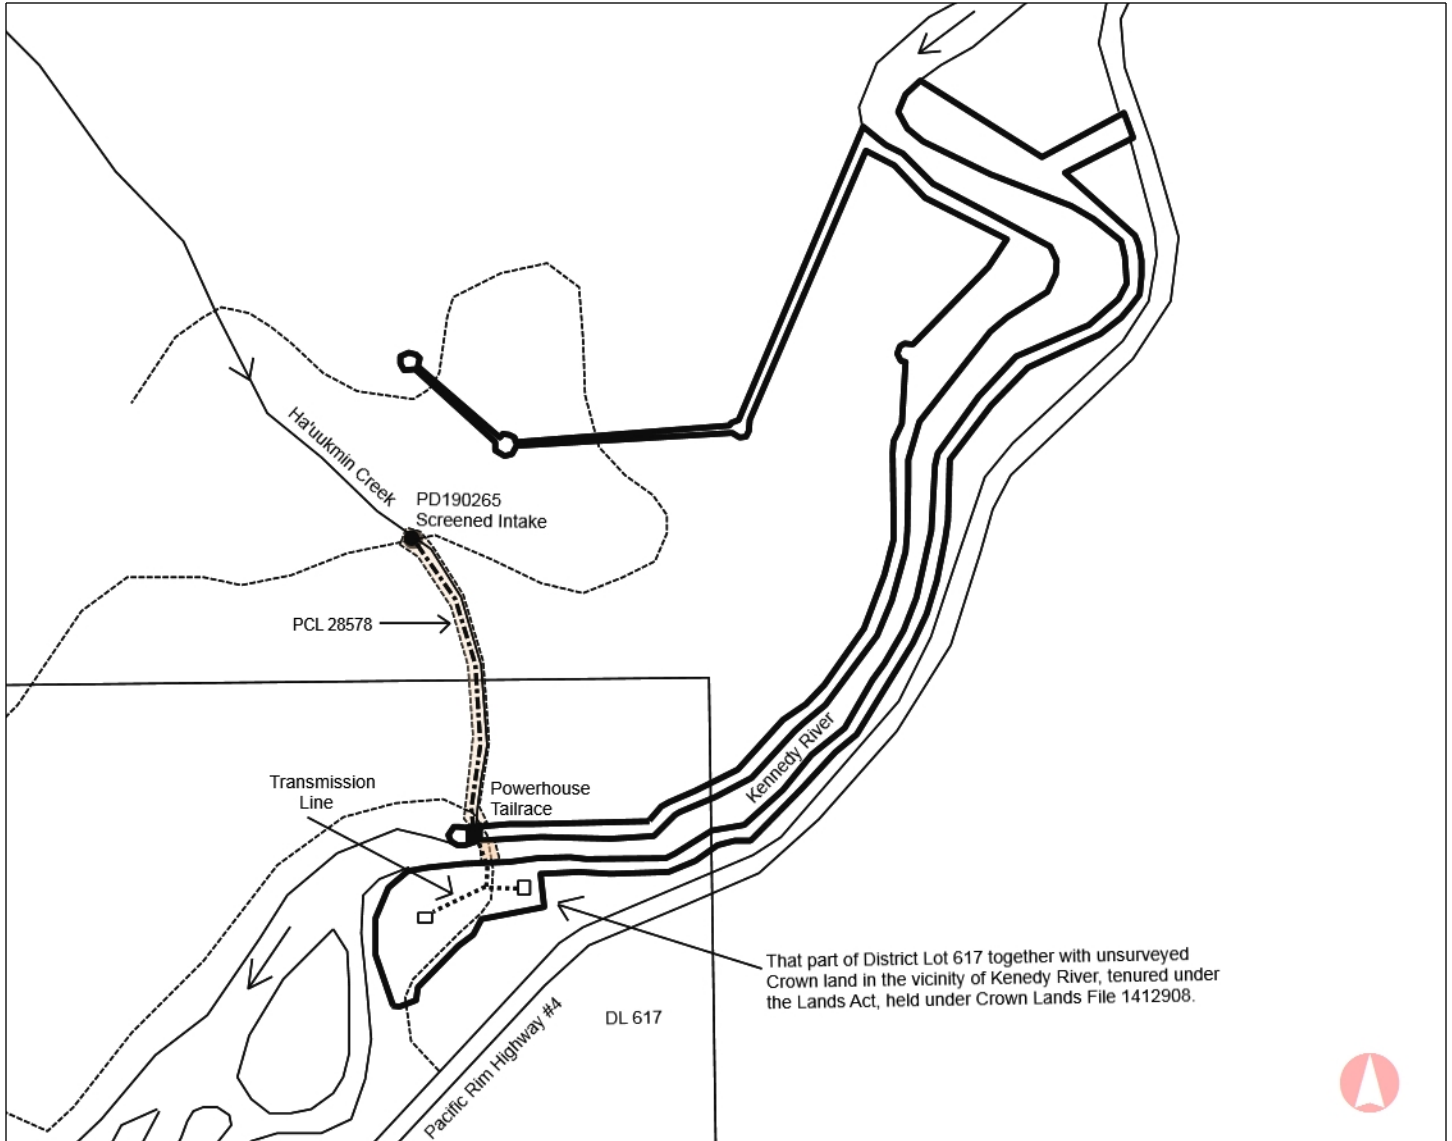 Ha'uukmin Creek
PD190265
Screened Intake
PCL 28578
Transmission
Line
Powerhouse
Tailrace
Kennedy River
That part of District Lot 617 together with unsurveyed
Crown land in the vicinity of Kenedy River, tenured under
the Lands Act, held under Crown Lands File 1412908.
DL 617
Pacific Rim Highway #4